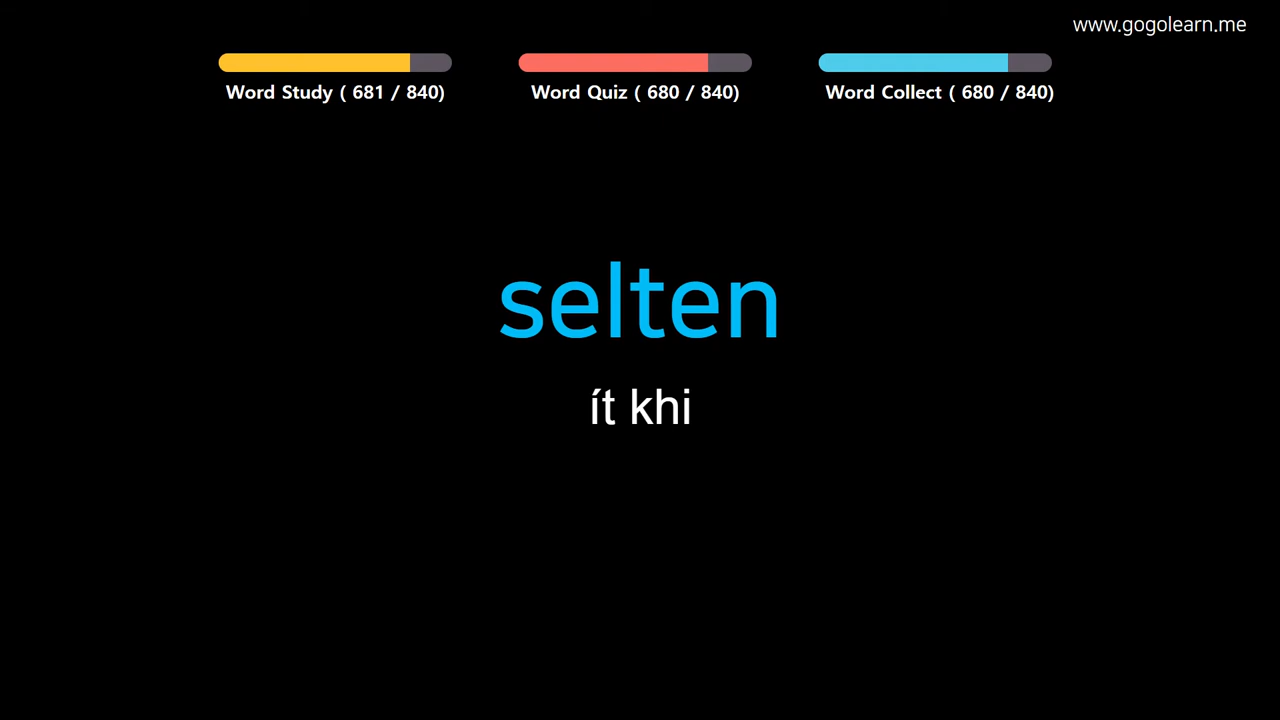 www.gogolearn.me
Word Study ( 681 / 840)
Word Quiz ( 680 / 840)
Word Collect ( 680 / 840)
selten
ít khi